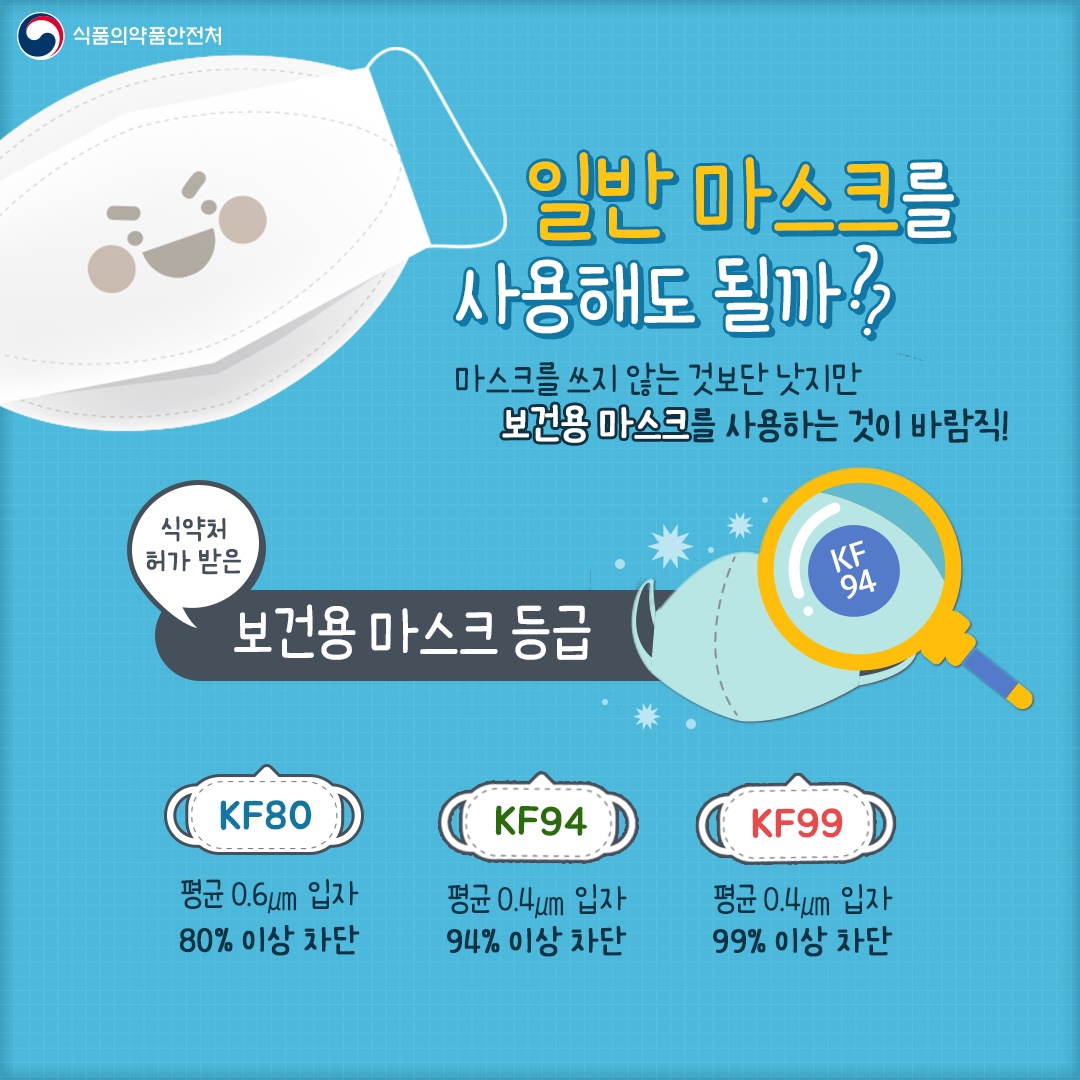 식품의약품안전처
일반 마스크를
사용해도 될까??
마스크를 쓰지 않는 것보단 낫지만
보건용 마스크를 사용하는 것이 바람직!
식약처
허가 받은
보건용 마스크 등급
KF
94
KF80
평균 0.6㎛ 입자
80% 이상 차단
KF94
평균 0.4㎛ 입자
94% 이상 차단
KF99
평균 0.4㎛ 입자
99% 이상 차단